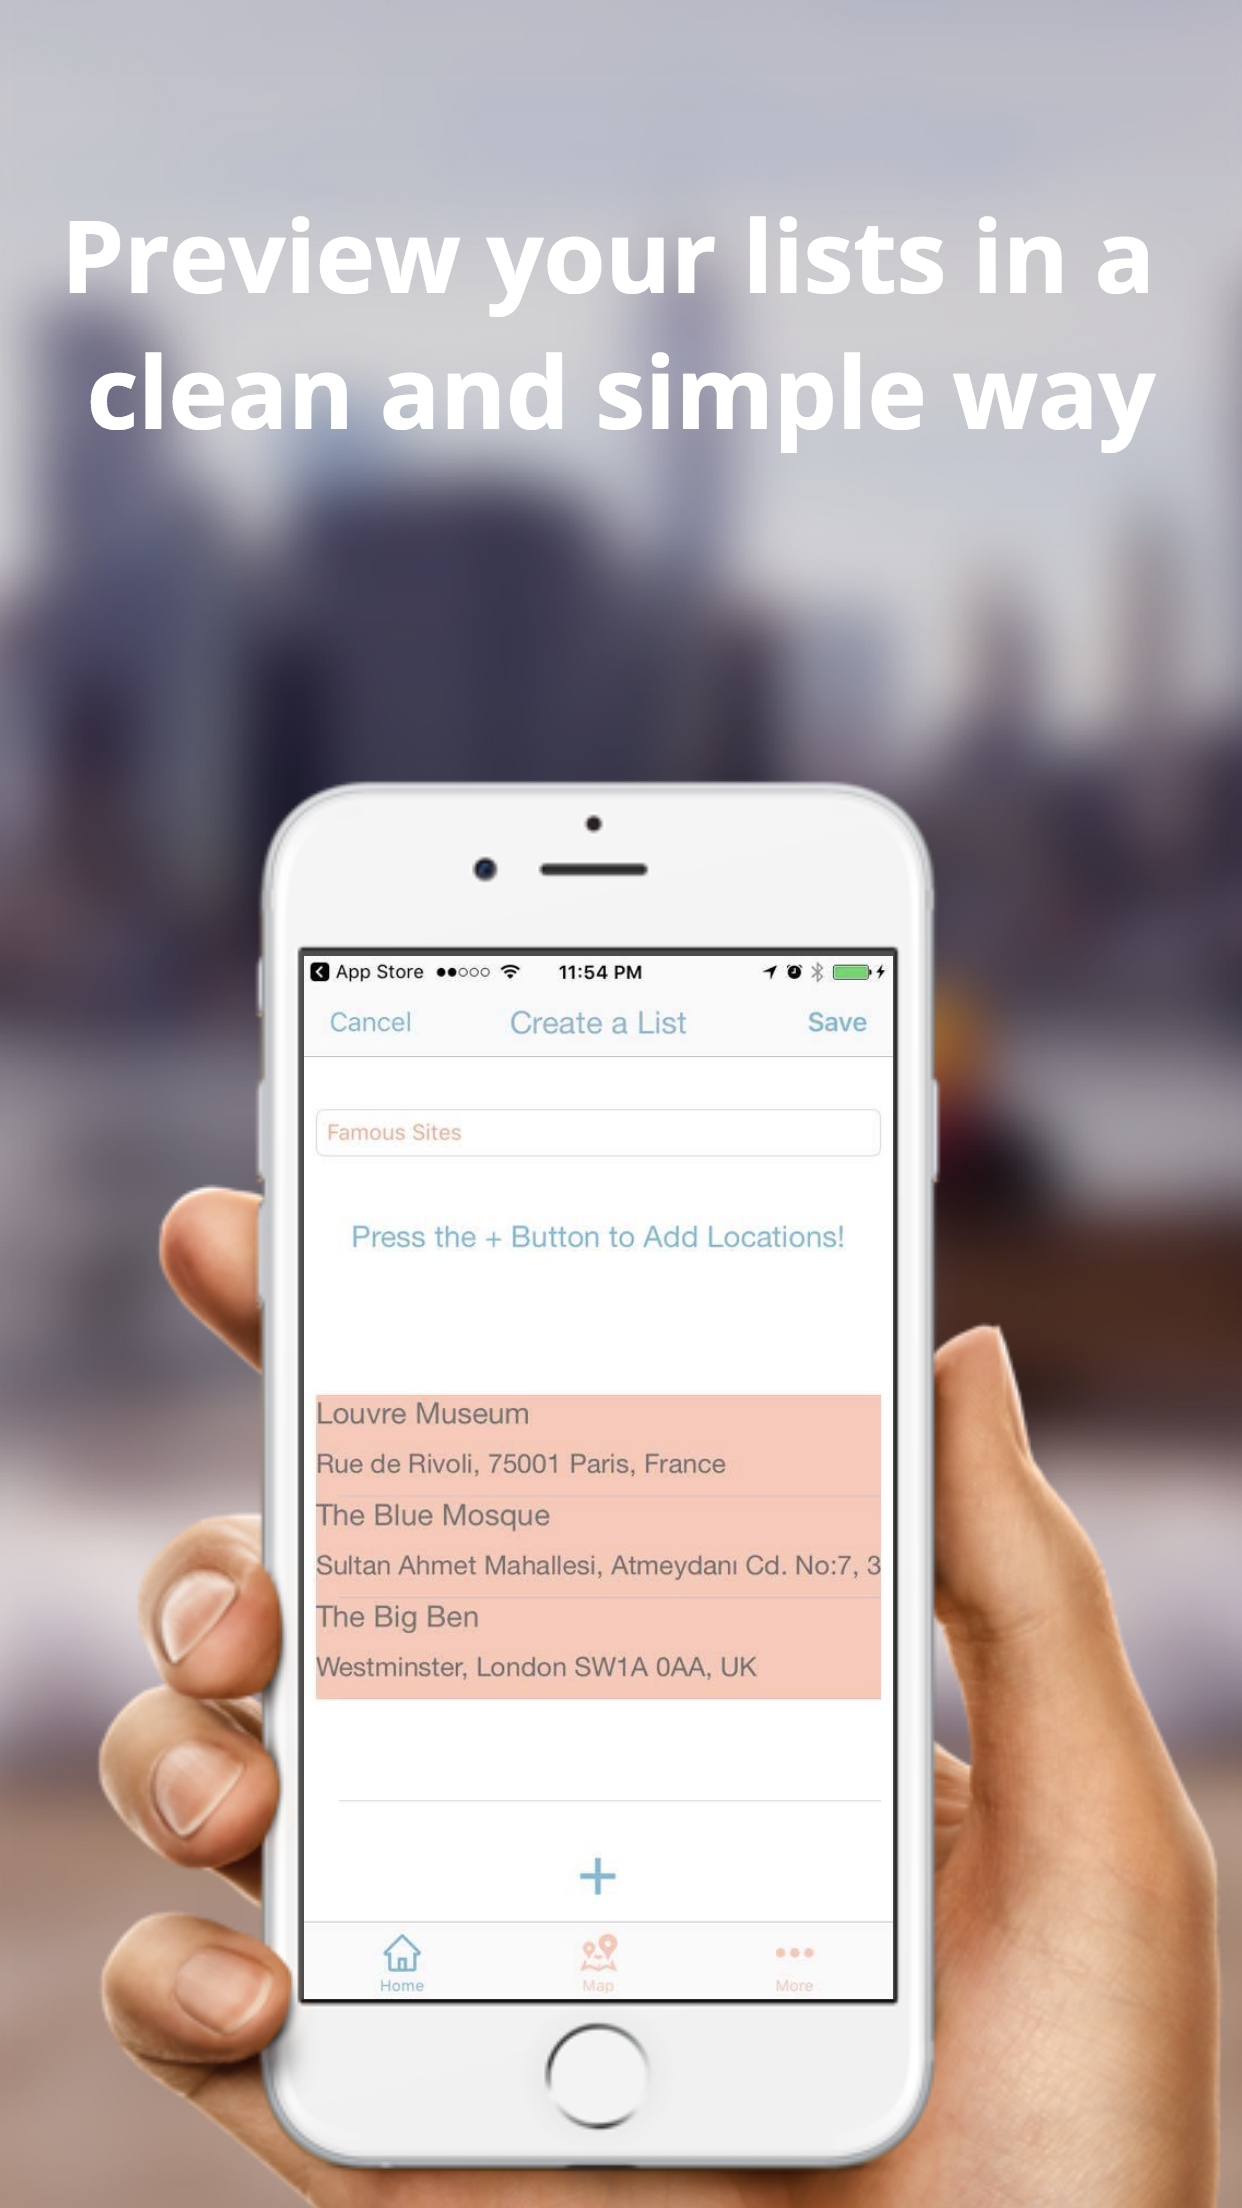 Preview your lists in a
clean and simple way
App Store
11:54 PM
Cancel
Create a List
Save
Famous Sites
Press the + Button to Add Locations!
Louvre Museum
Rue de Rivoli, 75001 Paris, France
The Blue Mosque
Sultan Ahmet Mahallesi, Atmeydanı Cd. No:7, 3
The Big Ben
Westminster, London SW1A 0AA, UK
+
Home
Map
More